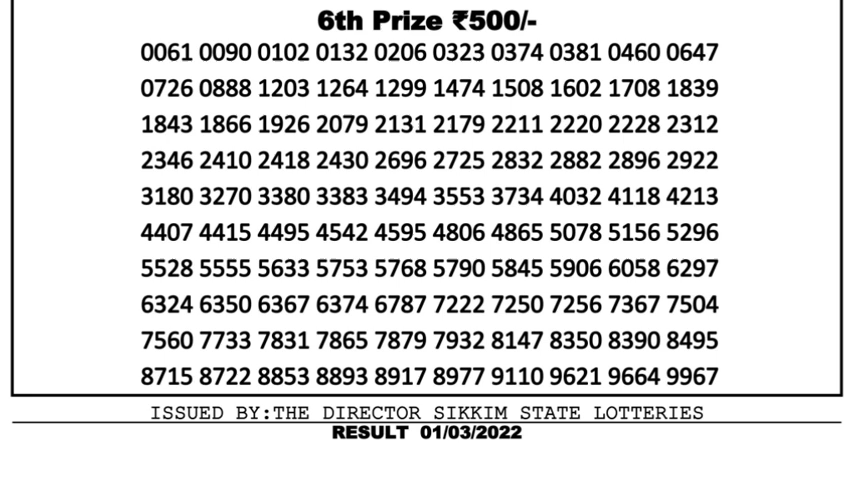 6th Prize ₹500/-
0061 0090 0102 0132 0206 0323 0374 0381 0460 0647
0726 0888 1203 1264 1299 1474 1508 1602 1708 1839
1843 1866 1926 2079 2131 2179 2211 2220 2228 2312
2346 2410 2418 2430 2696 2725 2832 2882 2896 2922
3180 3270 3380 3383 3494 3553 3734 4032 4118 4213
4407 4415 4495 4542 4595 4806 4865 5078 5156 5296
5528 5555 5633 5753 5768 5790 5845 5906 6058 6297
6324 6350 6367 6374 6787 7222 7250 7256 7367 7504
7560 7733 7831 7865 7879 7932 8147 8350 8390 8495
8715 8722 8853 8893 8917 8977 9110 9621 9664 9967
ISSUED BY:THE DIRECTOR SIKKIM STATE LOTTERIES
RESULT 01/03/2022